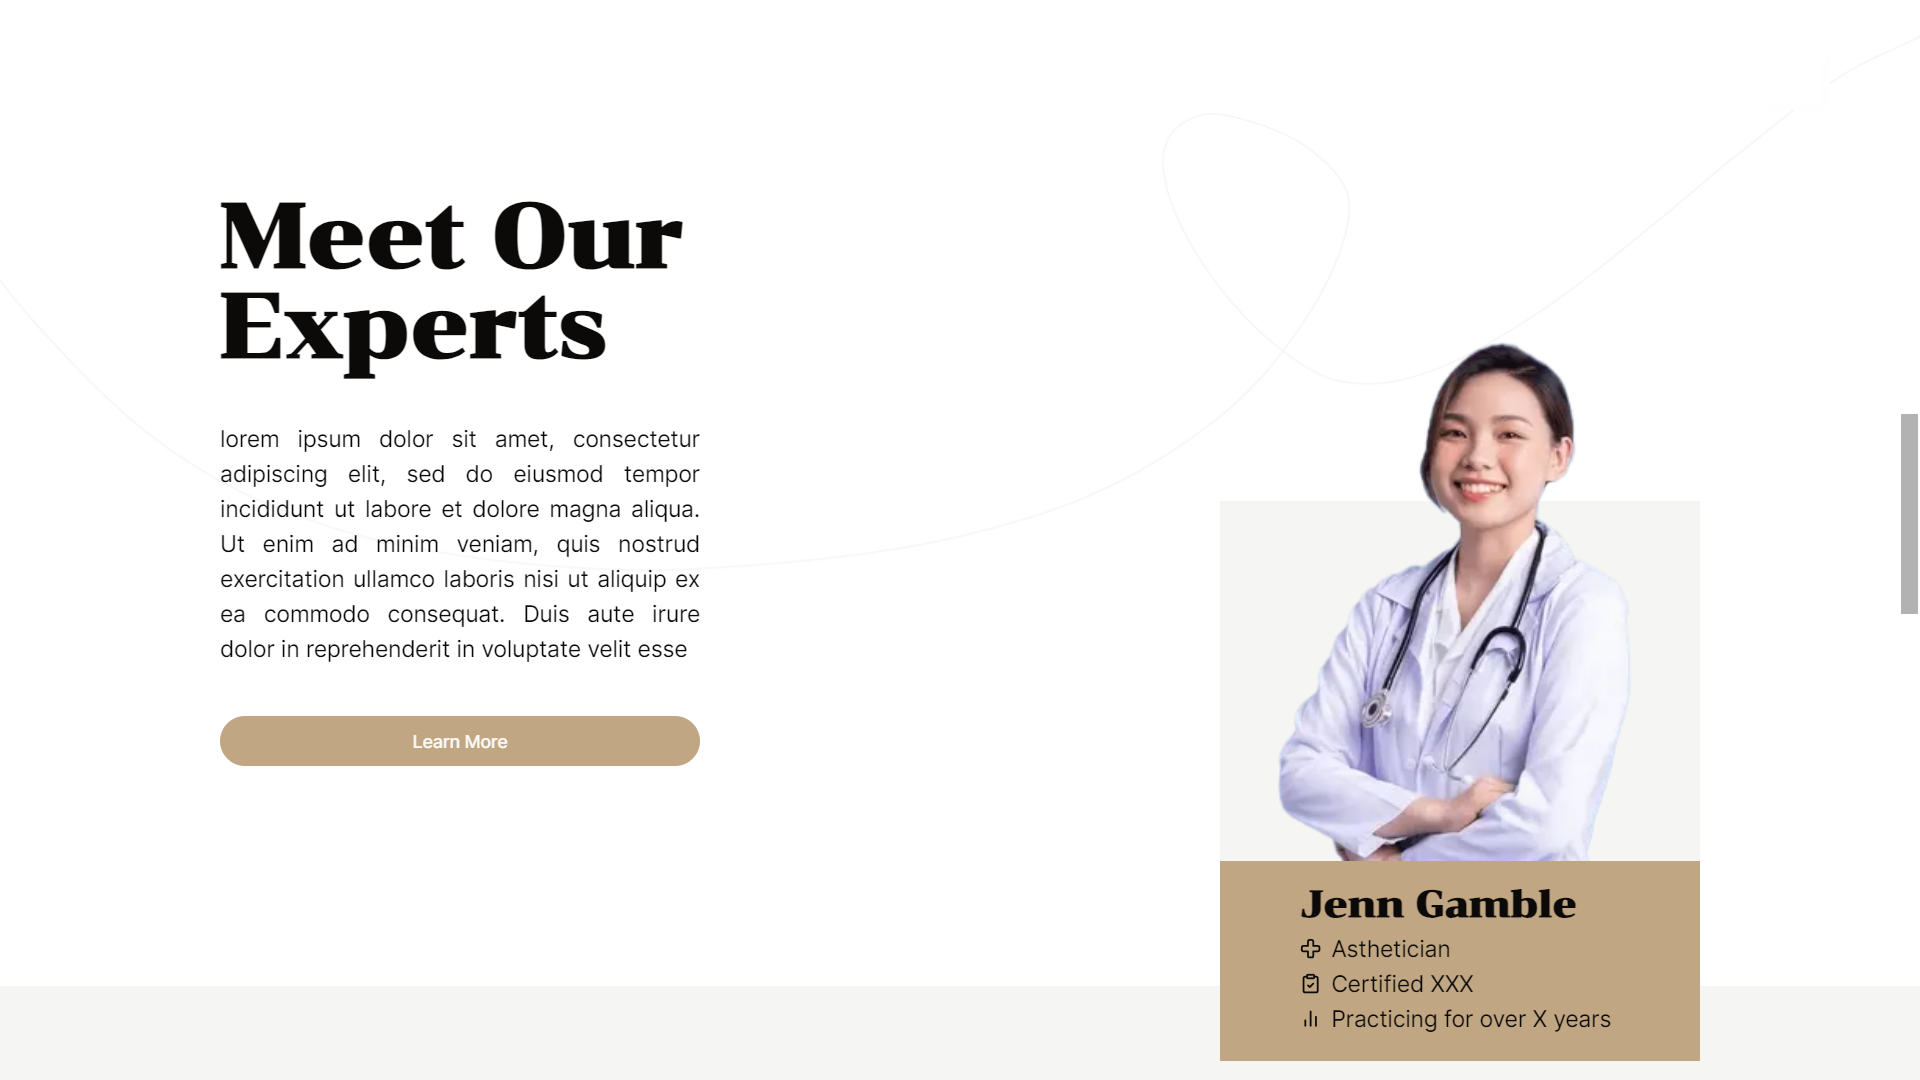 Meet Our
Experts
lorem ipsum dolor sit amet, consectetur
adipiscing elit, sed do eiusmod tempor
incididunt ut labore et dolore magna aliqua.
Ut enim ad minim veniam, quis nostrud
exercitation ullamco laboris nisi ut aliquip ex
ea commodo consequat. Duis aute irure
dolor in reprehenderit in voluptate velit esse
Learn More
Jenn Gamble
Asthetician
Certified XXX
Practicing for over X years